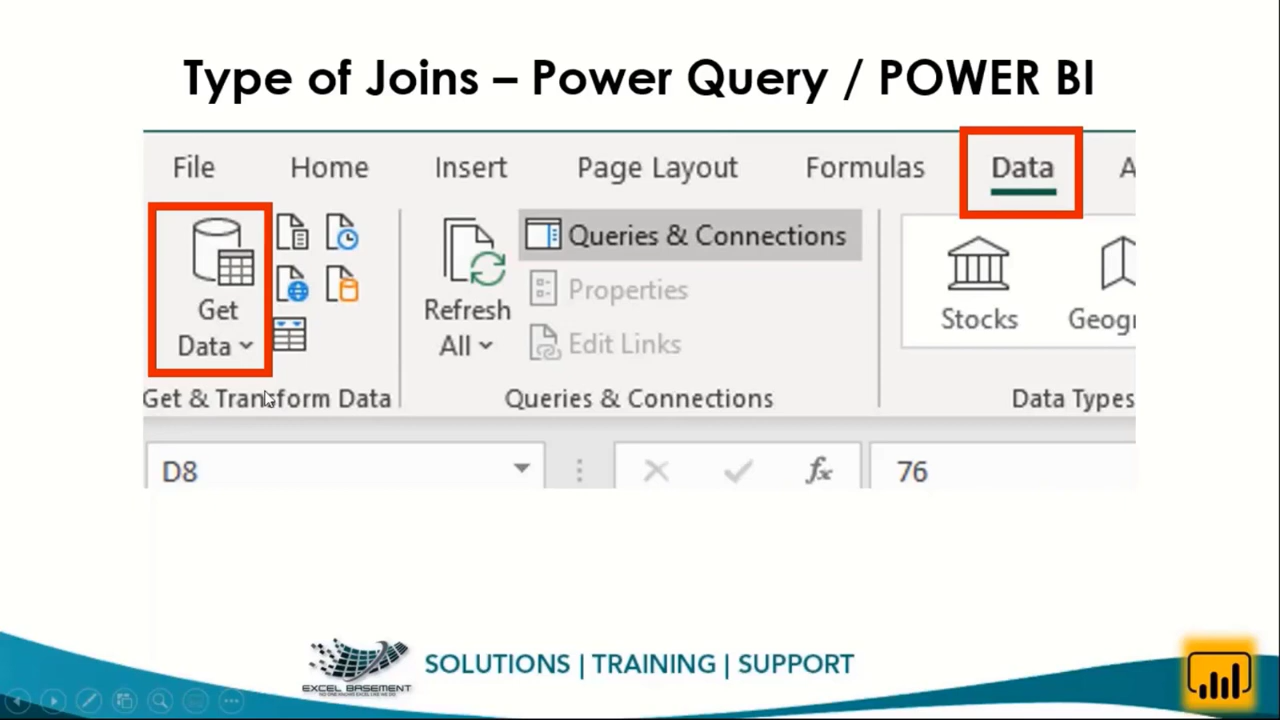 Type of Joins – Power Query / POWER BI
File Home Insert Page Layout Formulas Data A
Get Data
Refresh All
Queries & Connections
Properties
Edit Links
Stocks
Geogr
Get & Transform Data
Queries & Connections
Data Types
D8
fx
76
EXCEL BASEMENT
SOLUTIONS | TRAINING | SUPPORT